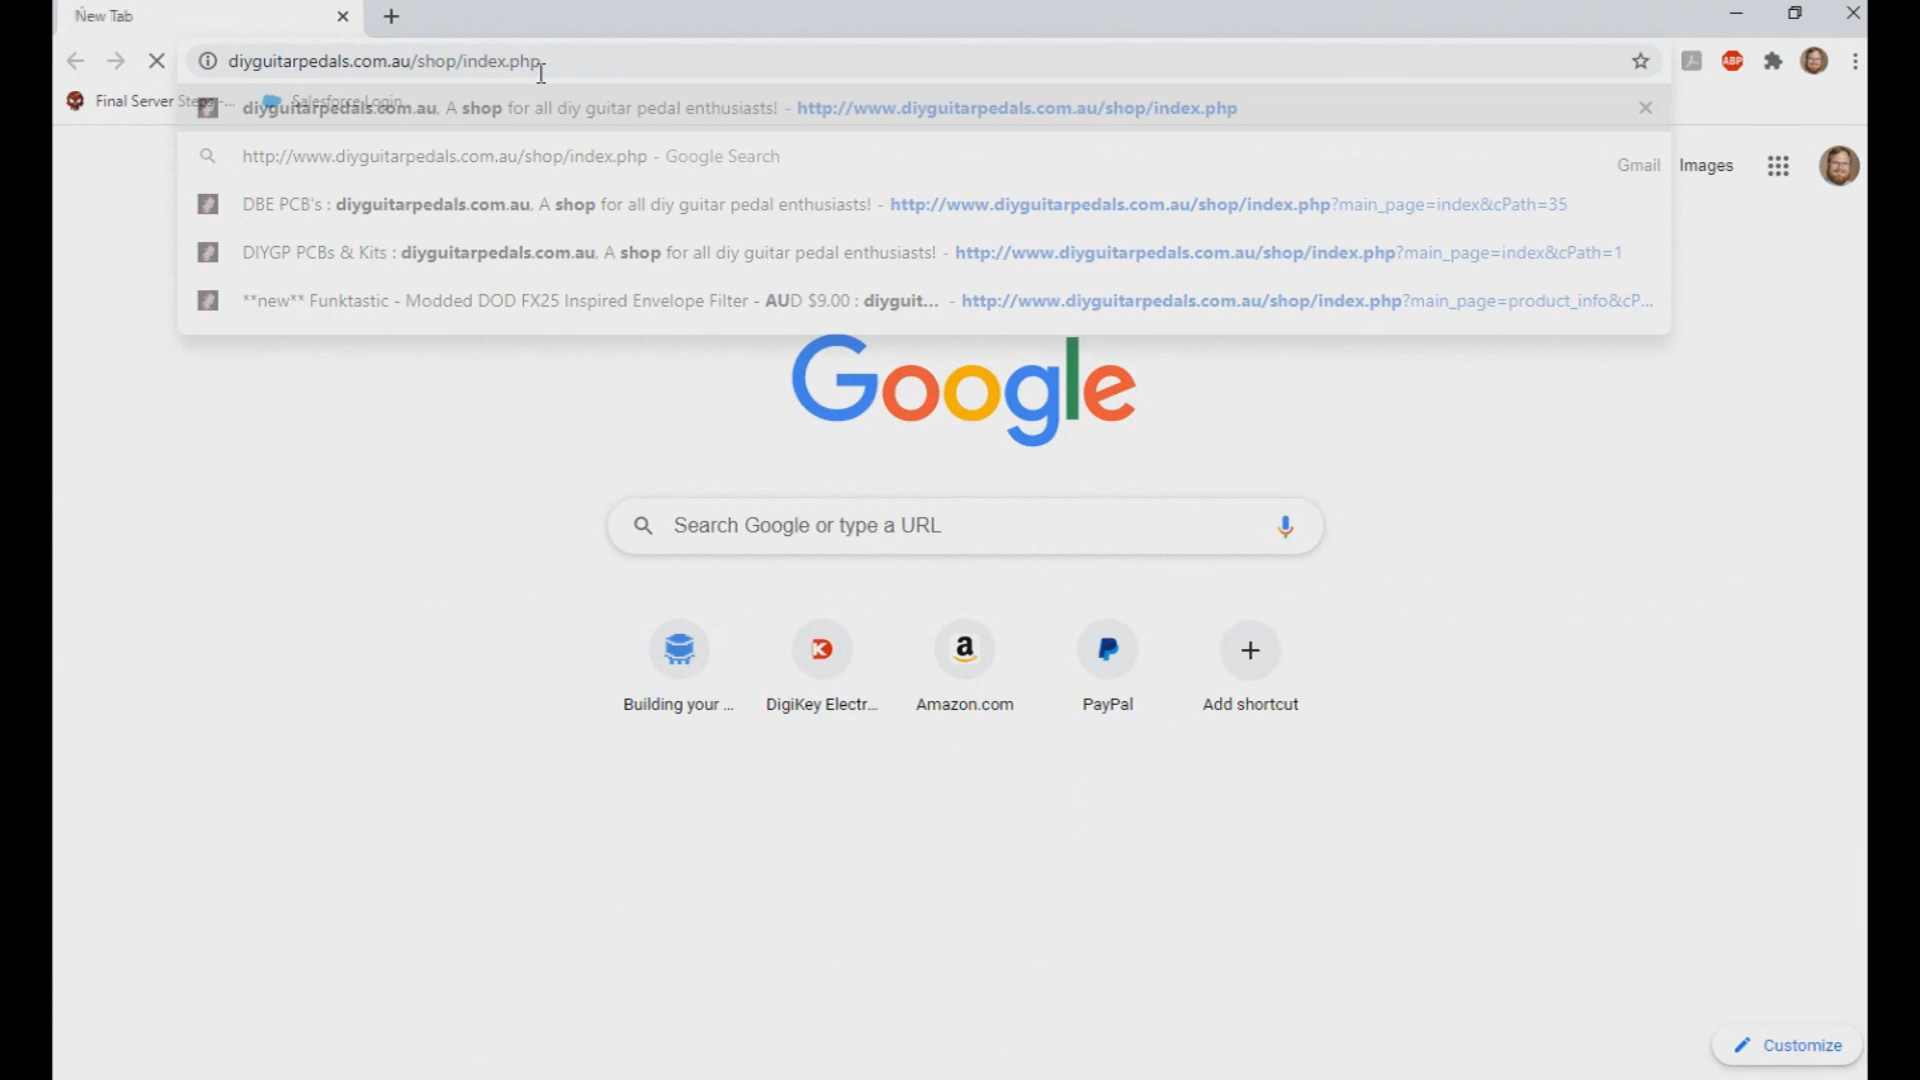 New Tab
diyguitarpedals.com.au/shop/index.php
Final Server Steps -... Salesforce Login
diyguitarpedals.com.au, A shop for all diy guitar pedal enthusiasts! - http://www.diyguitarpedals.com.au/shop/index.php
http://www.diyguitarpedals.com.au/shop/index.php - Google Search
Gmail Images
DBE PCB's : diyguitarpedals.com.au, A shop for all diy guitar pedal enthusiasts! - http://www.diyguitarpedals.com.au/shop/index.php?main_page=index&cPath=35
DIYGP PCBs & Kits : diyguitarpedals.com.au, A shop for all diy guitar pedal enthusiasts! - http://www.diyguitarpedals.com.au/shop/index.php?main_page=index&cPath=1
**new** Funktastic - Modded DOD FX25 Inspired Envelope Filter - AUD $9.00 : diyguit... - http://www.diyguitarpedals.com.au/shop/index.php?main_page=product_info&cP...
Google
Search Google or type a URL
Building your ... DigiKey Electr... Amazon.com PayPal Add shortcut
Customize
ABP